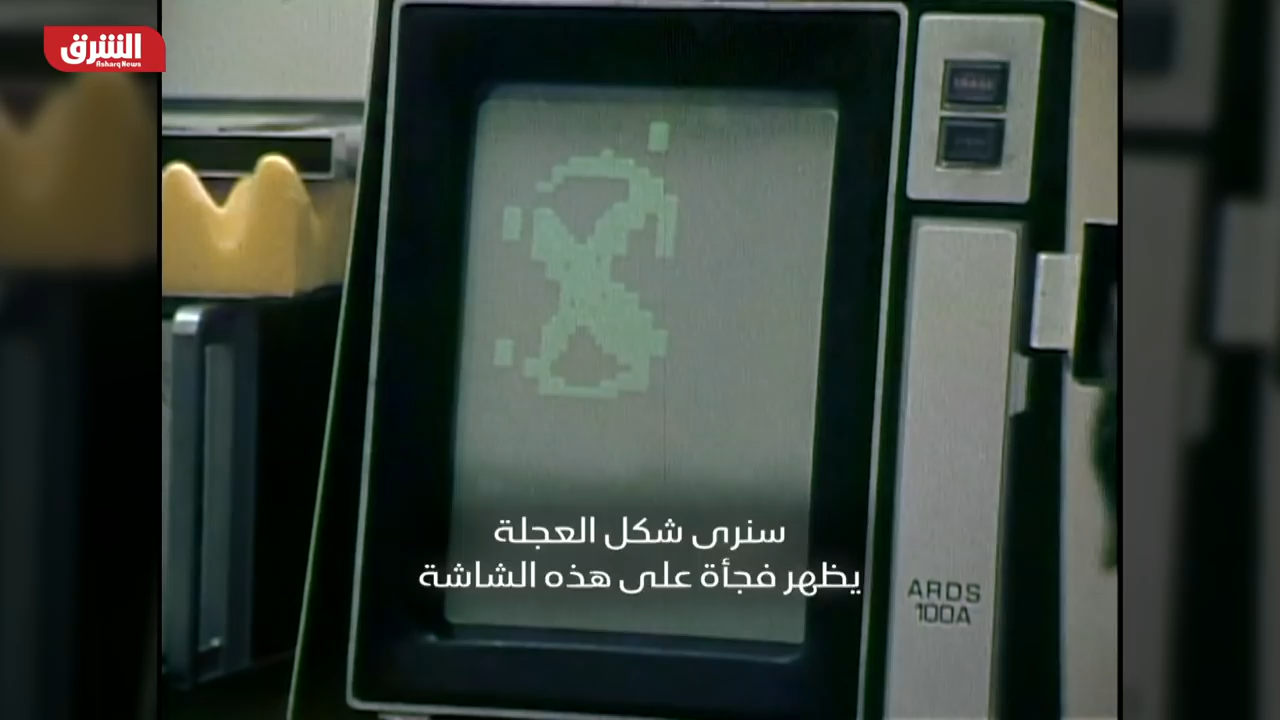 الشرق
Asharq News
سنرى شكل العجلة
يظهر فجأة على هذه الشاشة
ARDS
100A